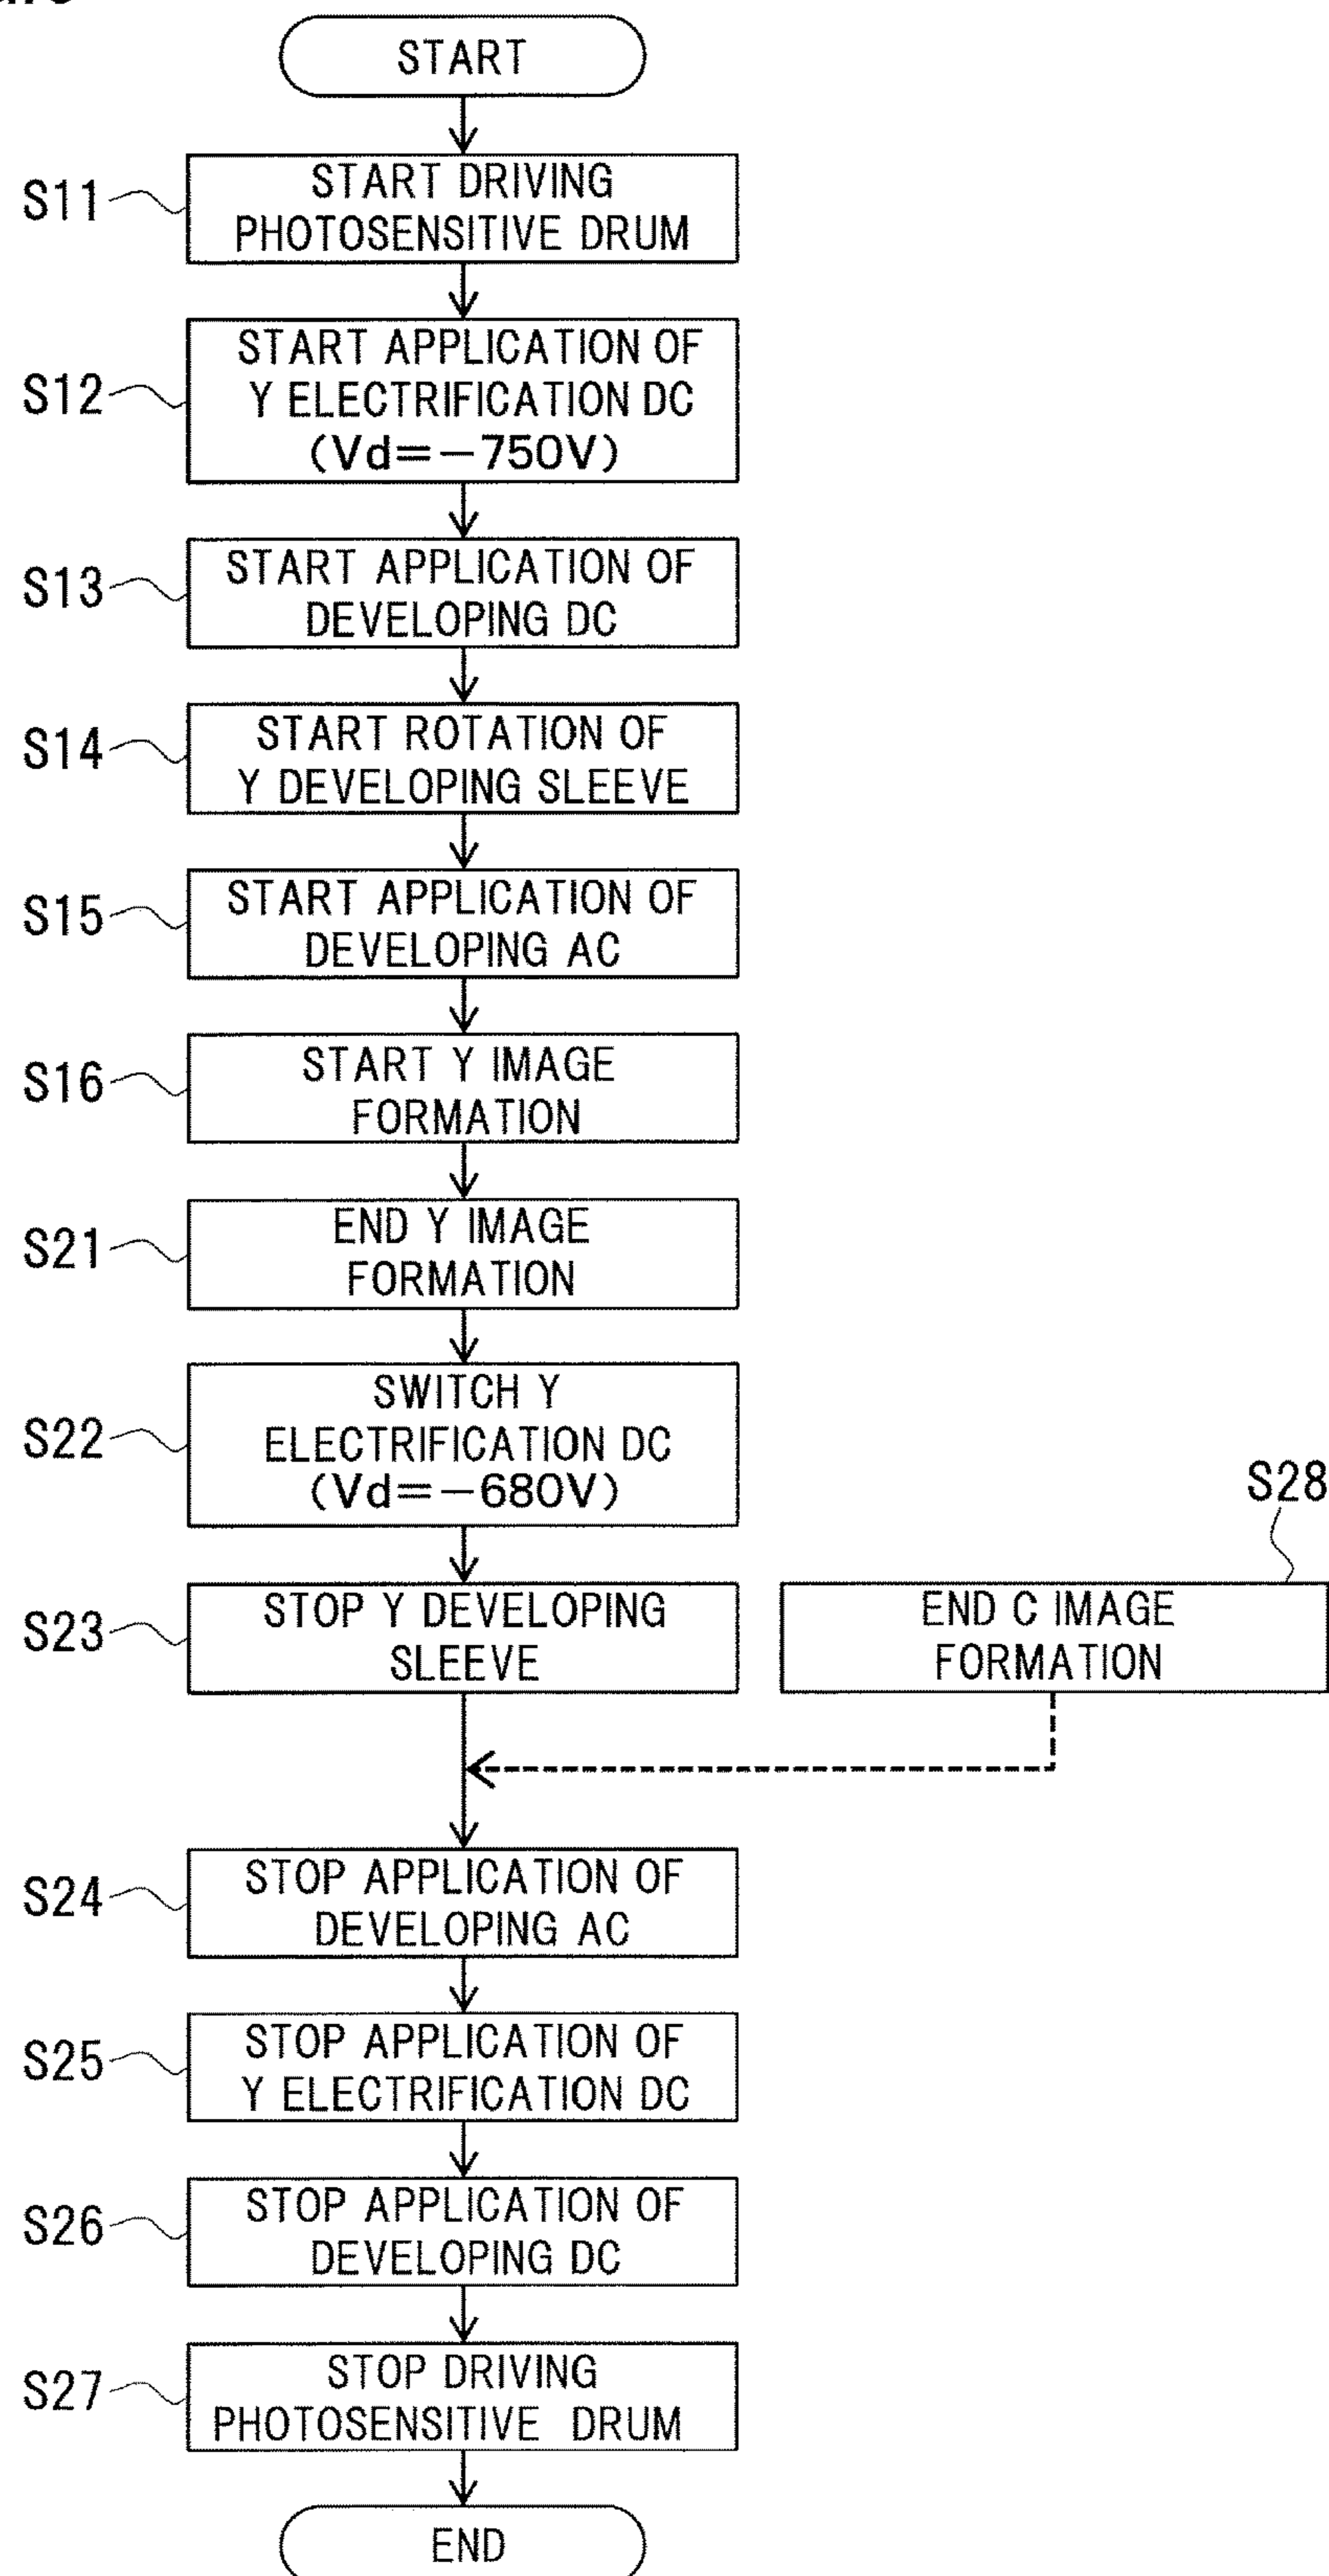 START
S11
START DRIVING
PHOTOSENSITIVE DRUM
S12
START APPLICATION OF
Y ELECTRIFICATION DC
(Vd=−750V)
S13
START APPLICATION OF
DEVELOPING DC
S14
START ROTATION OF
Y DEVELOPING SLEEVE
S15
START APPLICATION OF
DEVELOPING AC
S16
START Y IMAGE
FORMATION
S21
END Y IMAGE
FORMATION
S22
SWITCH Y
ELECTRIFICATION DC
(Vd=−680V)
S23
STOP Y DEVELOPING
SLEEVE
S28
END C IMAGE
FORMATION
S24
STOP APPLICATION OF
DEVELOPING AC
S25
STOP APPLICATION OF
Y ELECTRIFICATION DC
S26
STOP APPLICATION OF
DEVELOPING DC
S27
STOP DRIVING
PHOTOSENSITIVE DRUM
END